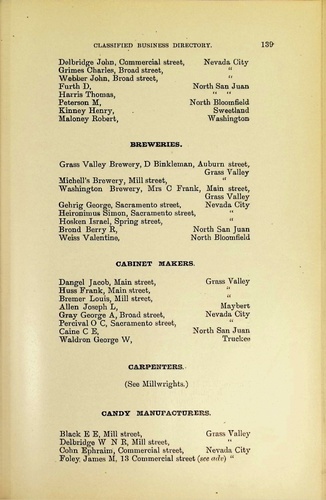 CLASSIFIED BUSINESS DIRECTORY. 139
Delbridge John, Commercial street, Nevada City
Grimes Charles, Broad street, "
Webber John, Broad street, "
Furth D, North San Juan
Harris Thomas, " "
Peterson M, North Bloomfield
Kinney Henry, Sweetland
Maloney Robert, Washington
BREWERIES.
Grass Valley Brewery, D Binkleman, Auburn street,
Grass Valley
Michell's Brewery, Mill street, "
Washington Brewery, Mrs C Frank, Main street,
Grass Valley
Gehrig George, Sacramento street, Nevada City
Heironimus Simon, Sacramento street, "
Hosken Israel, Spring street, "
Brond Berry R, North San Juan
Weiss Valentine, North Bloomfield
CABINET MAKERS.
Dangel Jacob, Main street, Grass Valley
Huss Frank, Main street, "
Bremer Louis, Mill street, "
Allen Joseph L, Maybert
Gray George A, Broad street, Nevada City
Percival O C, Sacramento street, "
Caine C E, North San Juan
Waldron George W, Truckee
CARPENTERS.
(See Millwrights.)
CANDY MANUFACTURERS.
Black E E, Mill street, Grass Valley
Delbridge W N R, Mill street, "
Cohn Ephraim, Commercial street, Nevada City
Foley James M, 13 Commercial street (see adv) "